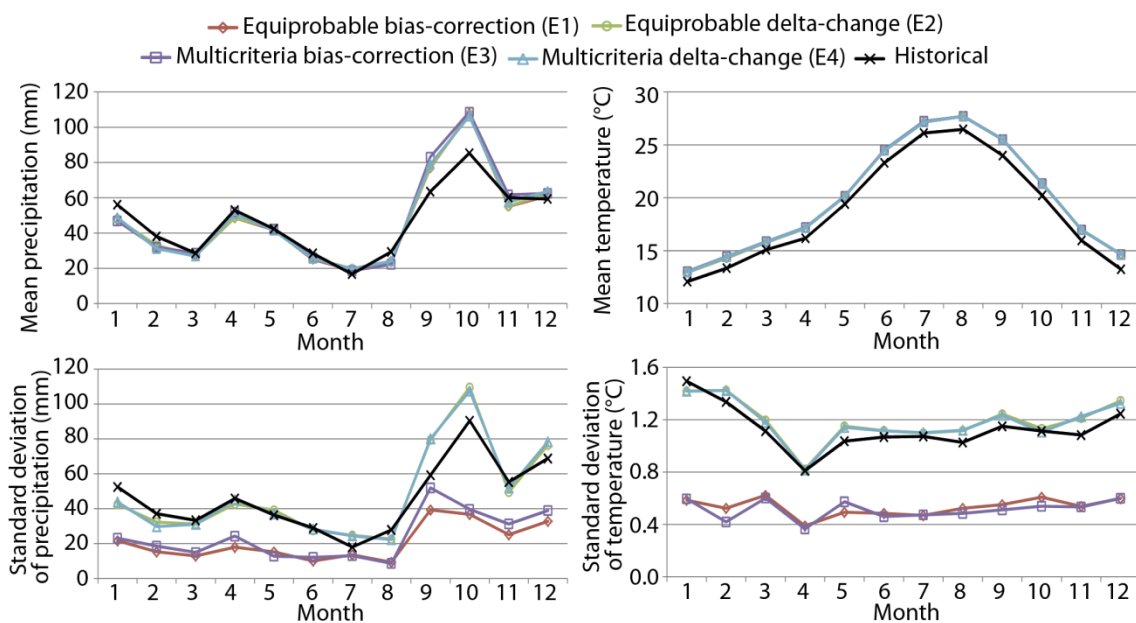 Equiprobable bias-correction (E1) Equiprobable delta-change (E2)
Multicriteria bias-correction (E3) Multicriteria delta-change (E4) Historical
Mean precipitation (mm)
120
100
80
60
40
20
0
1 2 3 4 5 6 7 8 9 10 11 12
Month
Mean temperature (°C)
30
25
20
15
10
1 2 3 4 5 6 7 8 9 10 11 12
Month
Standard deviation
of precipitation (mm)
120
100
80
60
40
20
0
1 2 3 4 5 6 7 8 9 10 11 12
Month
Standard deviation
of temperature (°C)
1.6
1.2
0.8
0.4
0.0
1 2 3 4 5 6 7 8 9 10 11 12
Month